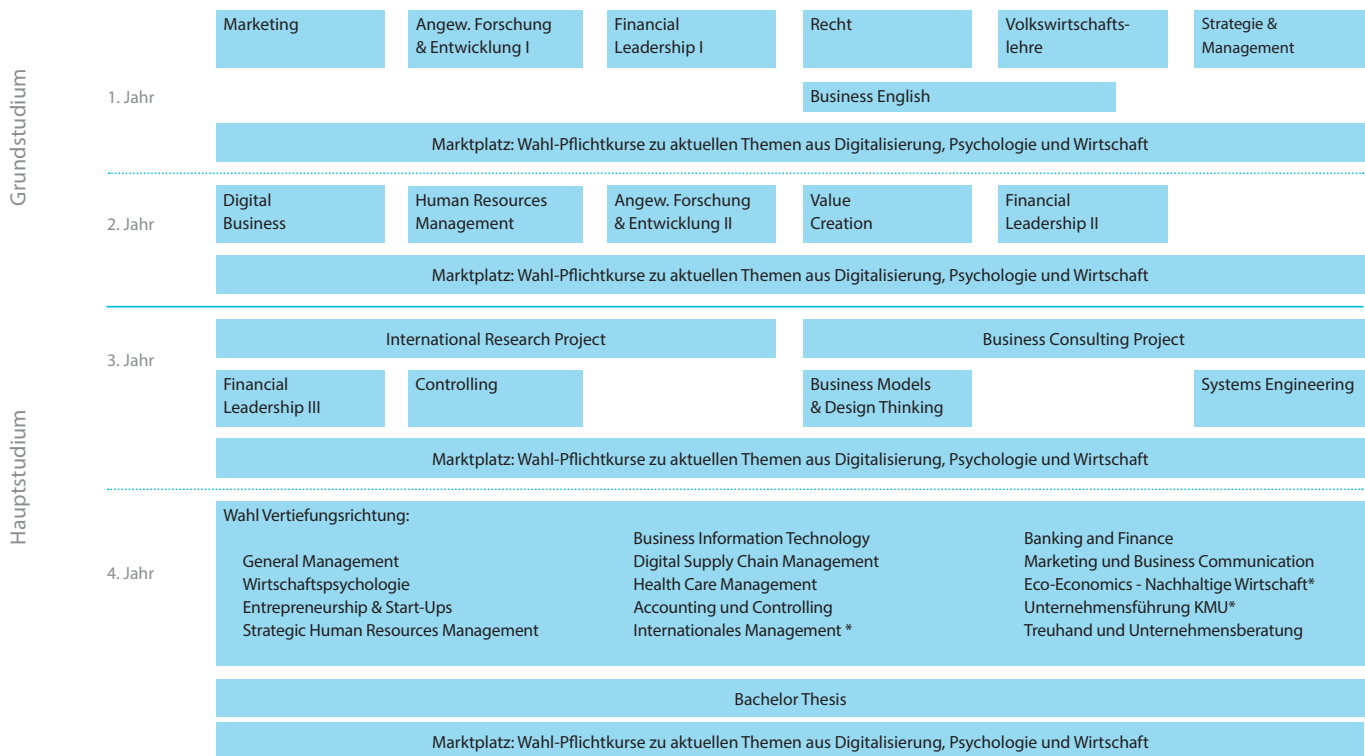 Grundstudium
1. Jahr
Marketing
Angew. Forschung
& Entwicklung I
Financial
Leadership I
Recht
Volkswirtschafts-
lehre
Strategie &
Management
Business English
Marktplatz: Wahl-Pflichtkurse zu aktuellen Themen aus Digitalisierung, Psychologie und Wirtschaft
2. Jahr
Digital
Business
Human Resources
Management
Angew. Forschung
& Entwicklung II
Value
Creation
Financial
Leadership II
Marktplatz: Wahl-Pflichtkurse zu aktuellen Themen aus Digitalisierung, Psychologie und Wirtschaft
Hauptstudium
3. Jahr
International Research Project
Business Consulting Project
Financial
Leadership III
Controlling
Business Models
& Design Thinking
Systems Engineering
Marktplatz: Wahl-Pflichtkurse zu aktuellen Themen aus Digitalisierung, Psychologie und Wirtschaft
4. Jahr
Wahl Vertiefungsrichtung:
General Management
Wirtschaftspsychologie
Entrepreneurship & Start-Ups
Strategic Human Resources Management
Business Information Technology
Digital Supply Chain Management
Health Care Management
Accounting und Controlling
Internationales Management *
Banking and Finance
Marketing und Business Communication
Eco-Economics - Nachhaltige Wirtschaft*
Unternehmensführung KMU*
Treuhand und Unternehmensberatung
Bachelor Thesis
Marktplatz: Wahl-Pflichtkurse zu aktuellen Themen aus Digitalisierung, Psychologie und Wirtschaft